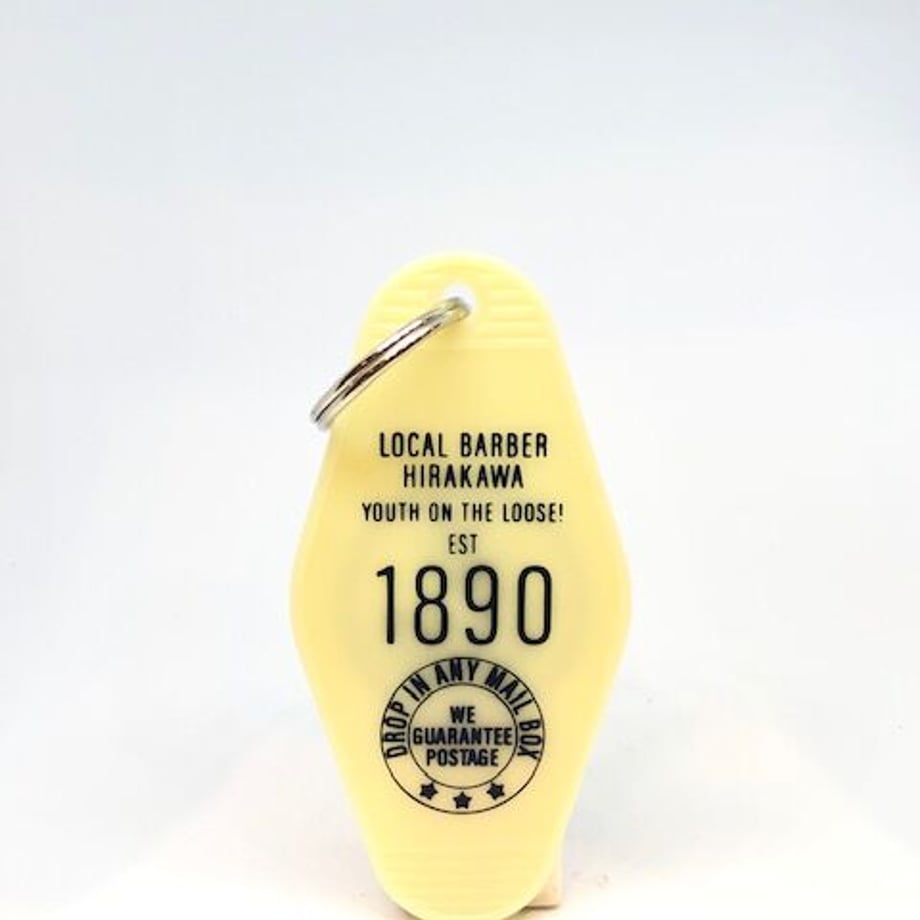 LOCAL BARBER
HIRAKAWA
YOUTH ON THE LOOSE!
EST
1890
DROP IN ANY MAIL BOX
WE
GUARANTEE
POSTAGE